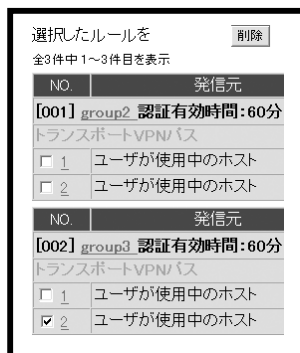 選択したルールを 削除
全3件中 1～3件目を表示
NO. 発信元
[001] group2 認証有効時間:60分
トランスポートVPNパス
1 ユーザが使用中のホスト
2 ユーザが使用中のホスト
NO. 発信元
[002] group3 認証有効時間:60分
トランスポートVPNパス
1 ユーザが使用中のホスト
2 ユーザが使用中のホスト